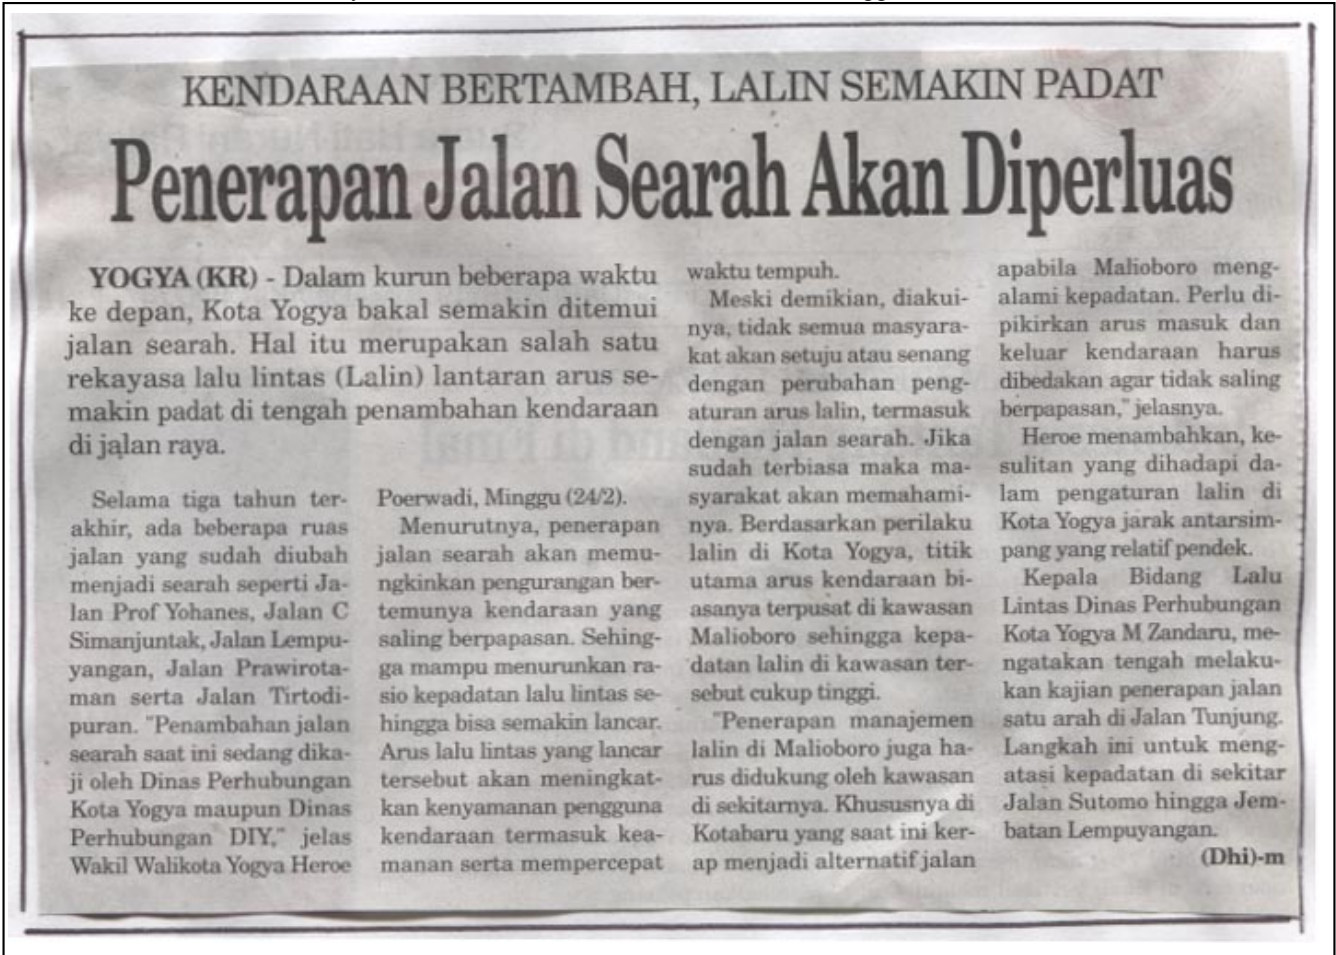 KENDARAAN BERTAMBAH, LALIN SEMAKIN PADAT
Penerapan Jalan Searah Akan Diperluas
YOGYA (KR) - Dalam kurun beberapa waktu
ke depan, Kota Yogya bakal semakin ditemui
jalan searah. Hal itu merupakan salah satu
rekayasa lalu lintas (Lalin) lantaran arus se-
makin padat di tengah penambahan kendaraan
di jalan raya.
Selama tiga tahun ter-
akhir, ada beberapa ruas
jalan yang sudah diubah
menjadi searah seperti Ja-
lan Prof Yohanes, Jalan C
Simanjuntak, Jalan Lempu-
yangan, Jalan Prawirota-
man serta Jalan Tirtodi-
puran. "Penambahan jalan
searah saat ini sedang dika-
ji oleh Dinas Perhubungan
Kota Yogya maupun Dinas
Perhubungan DIY," jelas
Wakil Walikota Yogya Heroe
Poerwadi, Minggu (24/2).
Menurutnya, penerapan
jalan searah akan memu-
ngkinkan pengurangan ber-
temunya kendaraan yang
saling berpapasan. Sehing-
ga mampu menurunkan ra-
sio kepadatan lalu lintas se-
hingga bisa semakin lancar.
Arus lalu lintas yang lancar
tersebut akan meningkat-
kan kenyamanan pengguna
kendaraan termasuk kea-
manan serta mempercepat
waktu tempuh.
Meski demikian, diakui-
nya, tidak semua masyara-
kat akan setuju atau senang
dengan perubahan peng-
aturan arus lalin, termasuk
dengan jalan searah. Jika
sudah terbiasa maka ma-
syarakat akan memahami-
nya. Berdasarkan perilaku
lalin di Kota Yogya, titik
utama arus kendaraan bi-
asanya terpusat di kawasan
Malioboro sehingga kepa-
datan lalin di kawasan ter-
sebut cukup tinggi.
"Penerapan manajemen
lalin di Malioboro juga ha-
rus didukung oleh kawasan
di sekitarnya. Khususnya di
Kotabaru yang saat ini ker-
ap menjadi alternatif jalan
apabila Malioboro meng-
alami kepadatan. Perlu di-
pikirkan arus masuk dan
keluar kendaraan harus
dibedakan agar tidak saling
berpapasan," jelasnya.
Heroe menambahkan, ke-
sulitan yang dihadapi da-
lam pengaturan lalin di
Kota Yogya jarak antarsim-
pang yang relatif pendek.
Kepala Bidang Lalu
Lintas Dinas Perhubungan
Kota Yogya M Zandaru, me-
ngatakan tengah melaku-
kan kajian penerapan jalan
satu arah di Jalan Tunjung.
Langkah ini untuk meng-
atasi kepadatan di sekitar
Jalan Sutomo hingga Jem-
batan Lempuyangan.
(Dhi)-m